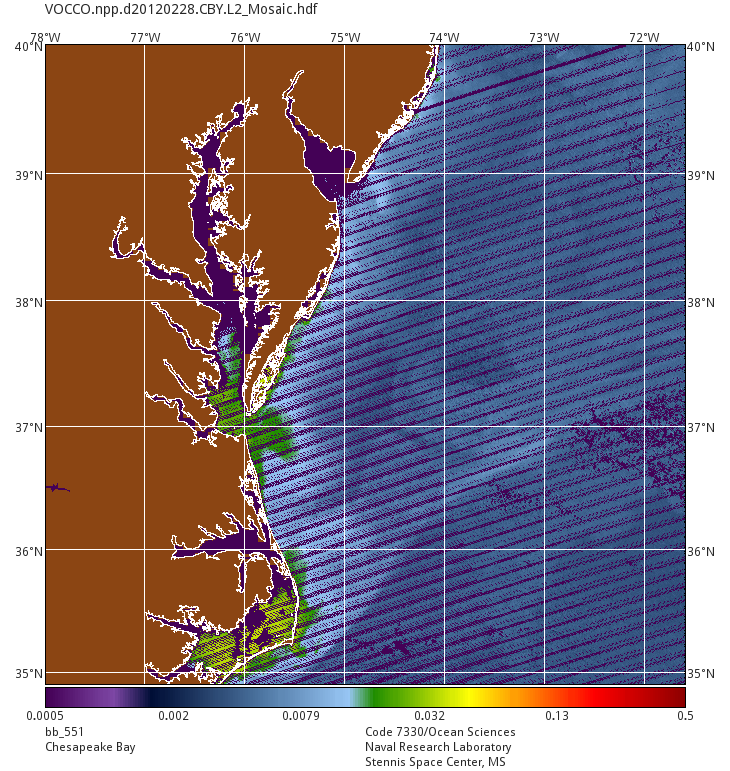 VOCCO.npp.d20120228.CBY.L2_Mosaic.hdf
78°W 77°W 76°W 75°W 74°W 73°W 72°W
40°N 40°N
39°N 39°N
38°N 38°N
37°N 37°N
36°N 36°N
35°N 35°N
0.0005 0.002 0.0079 0.032 0.13 0.5
bb_551 Code 7330/Ocean Sciences
Chesapeake Bay Naval Research Laboratory
Stennis Space Center, MS